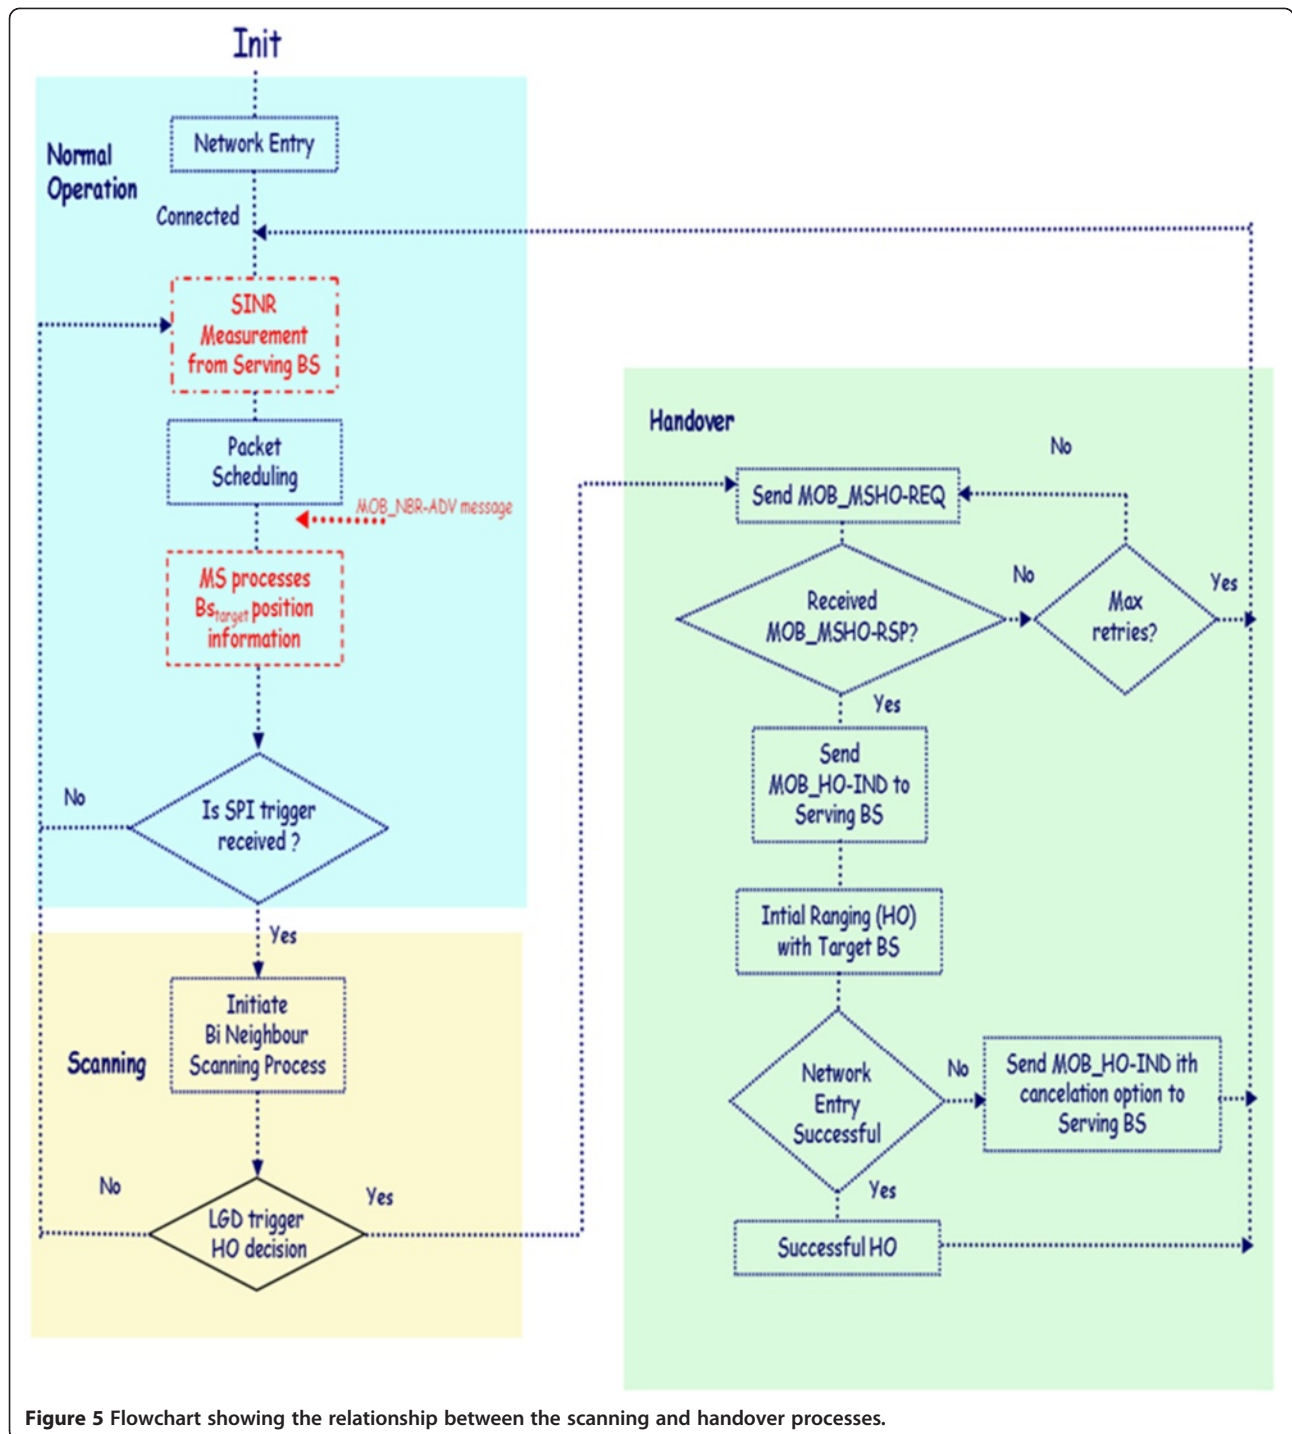 Init
Normal
Operation
Network Entry
Connected
SINR
Measurement
from Serving BS
Packet
Scheduling
MOB_NBR-ADV message
MS processes
Bstarget position
information
Is SPI trigger
received ?
No
Yes
Scanning
Initiate
Bi Neighbour
Scanning Process
No
LGD trigger
HO decision
Yes
Handover
No
Send MOB_MSHO-REQ
Received
MOB_MSHO-RSP?
No
Max
retries?
Yes
Yes
Send
MOB_HO-IND to
Serving BS
Intial Ranging (HO)
with Target BS
Network
Entry
Successful
No
Send MOB_HO-IND ith
cancelation option to
Serving BS
Yes
Successful HO
Figure 5 Flowchart showing the relationship between the scanning and handover processes.